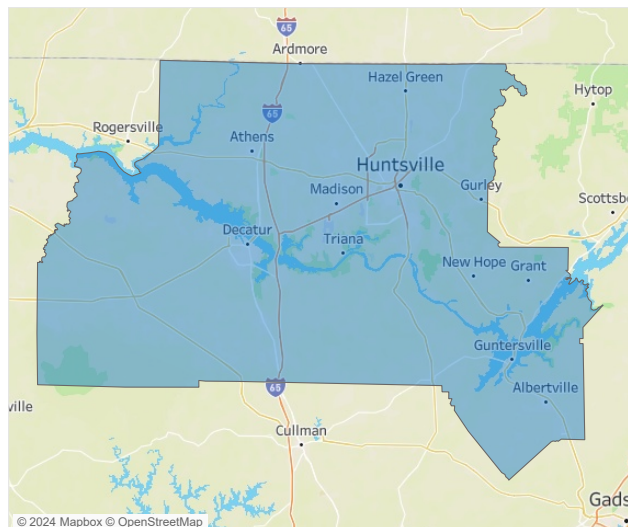 65
Ardmore
Hazel Green
Hytop
65
Rogersville
Athens
Huntsville
Madison
Gurley
Scottsb
Decatur
Triana
New Hope
Grant
Guntersville
65
Albertville
ville
Cullman
Gads
© 2024 Mapbox © OpenStreetMap